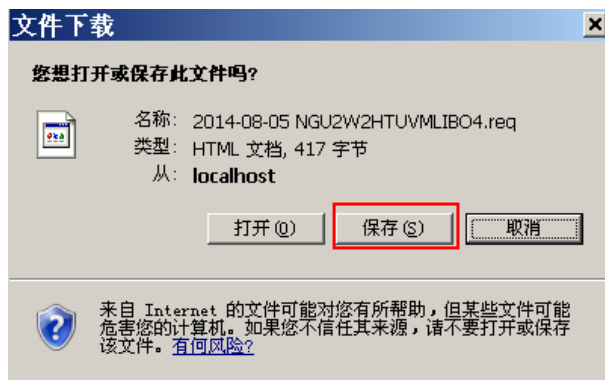 文件下载
您想打开或保存此文件吗?
名称: 2014-08-05 NGU2W2HTUVMLIBO4.req
类型: HTML 文档, 417 字节
从: localhost
打开(O) 保存(S) 取消
来自 Internet 的文件可能对您有所帮助，但某些文件可能
危害您的计算机。如果您不信任其来源，请不要打开或保存
该文件。有何风险?